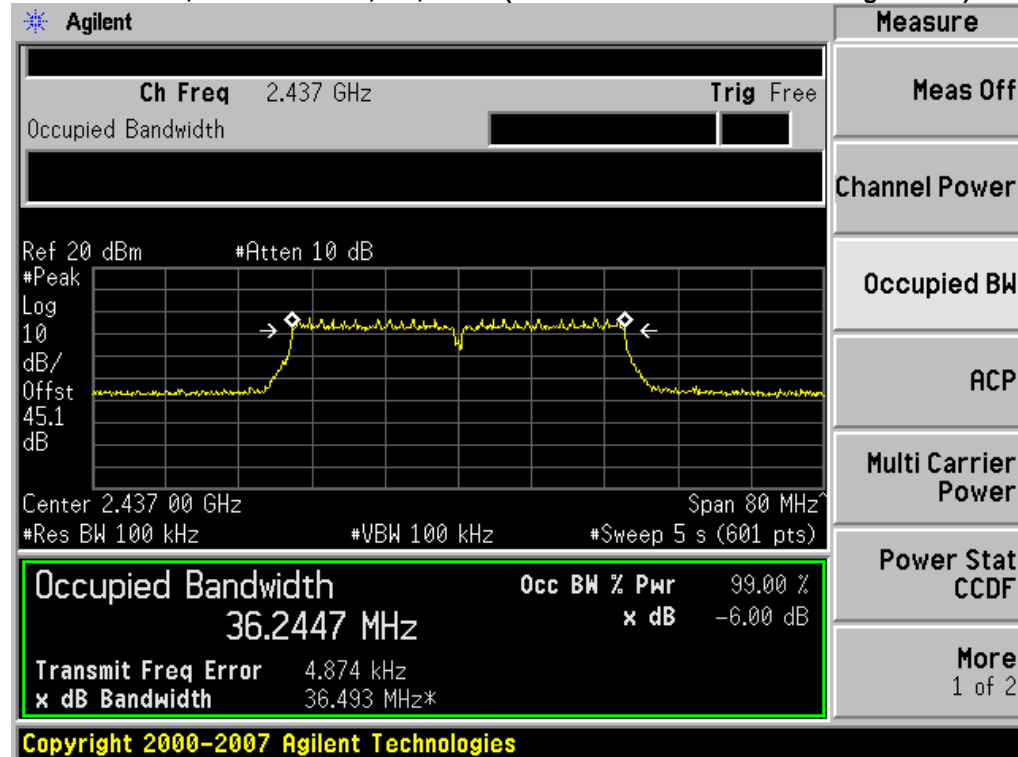 Agilent
Measure
Ch Freq 2.437 GHz Trig Free
Occupied Bandwidth
Meas Off
Channel Power
Occupied BW
ACP
Multi Carrier
Power
Power Stat
CCDF
More
1 of 2
Ref 20 dBm #Atten 10 dB
#Peak
Log
10
dB/
Offst
45.1
dB
Center 2.437 00 GHz Span 80 MHz^
#Res BW 100 kHz #VBW 100 kHz #Sweep 5 s (601 pts)
Occupied Bandwidth
36.2447 MHz
Occ BW % Pwr 99.00 %
x dB -6.00 dB
Transmit Freq Error 4.874 kHz
x dB Bandwidth 36.493 MHz*
Copyright 2000-2007 Agilent Technologies